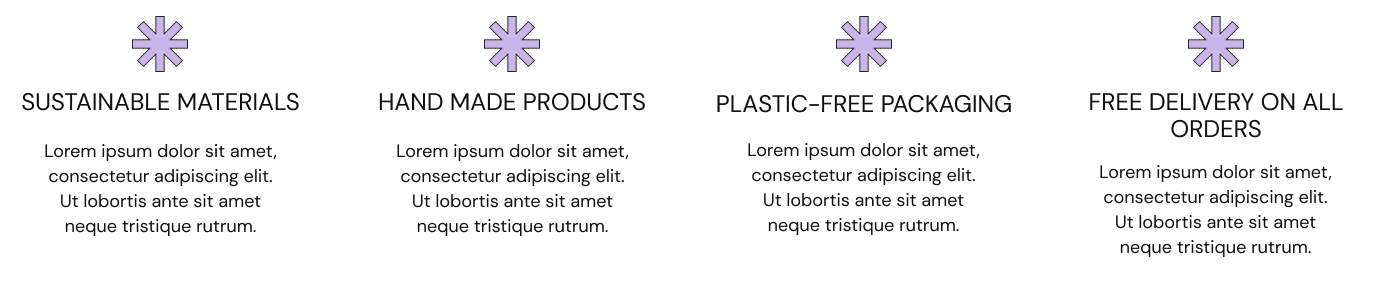 SUSTAINABLE MATERIALS
Lorem ipsum dolor sit amet,
consectetur adipiscing elit.
Ut lobortis ante sit amet
neque tristique rutrum.
HAND MADE PRODUCTS
Lorem ipsum dolor sit amet,
consectetur adipiscing elit.
Ut lobortis ante sit amet
neque tristique rutrum.
PLASTIC-FREE PACKAGING
Lorem ipsum dolor sit amet,
consectetur adipiscing elit.
Ut lobortis ante sit amet
neque tristique rutrum.
FREE DELIVERY ON ALL
ORDERS
Lorem ipsum dolor sit amet,
consectetur adipiscing elit.
Ut lobortis ante sit amet
neque tristique rutrum.